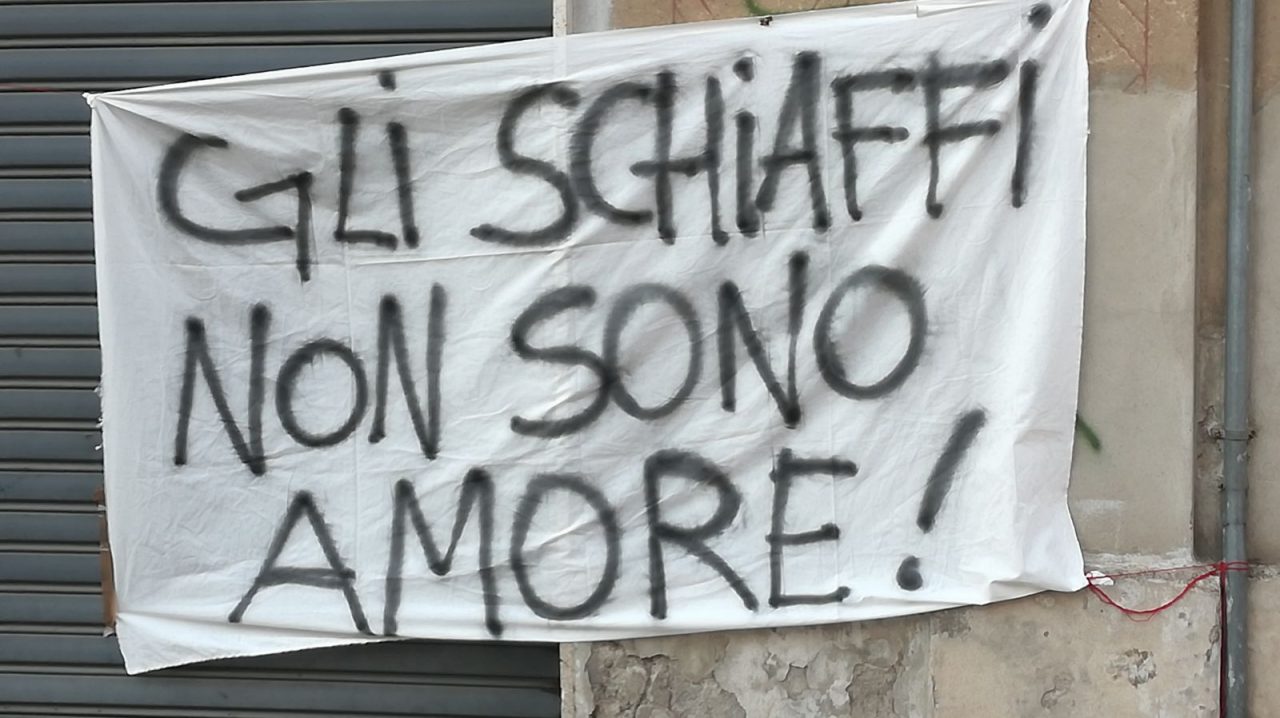 GLi SCHiAFFi
NON SONO
AMORE!